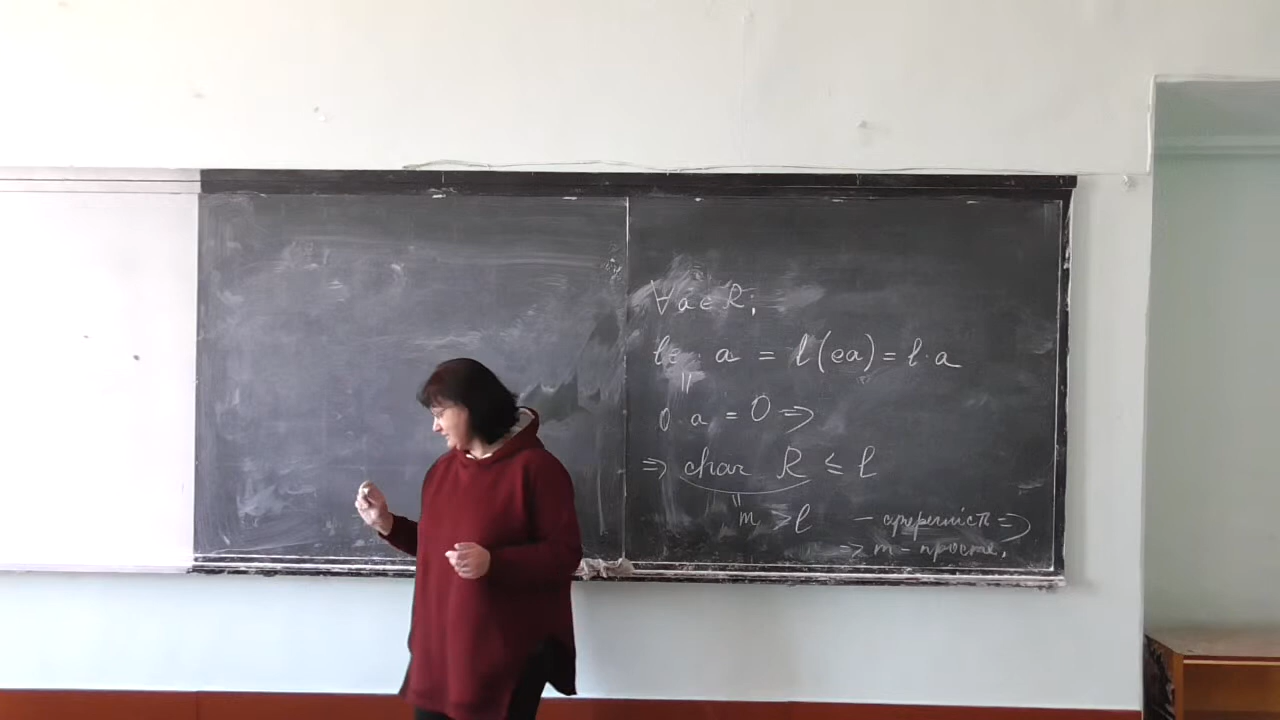 ∀ a ∈ R;
le · a = l(ea) = l·a
||
0·a = 0 ⇒
⇒ char R ≤ l
||
m > l — суперечність ⇒
⇒ m – просте.